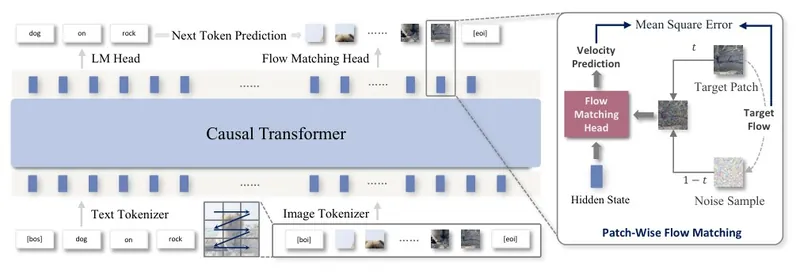 dog on rock Next Token Prediction ...... [eoi]
LM Head Flow Matching Head
...... ......
Causal Transformer
...... ......
Text Tokenizer Image Tokenizer
[bos] dog on rock [boi] ...... [eoi]
Mean Square Error
Velocity
Prediction
t
Target Patch
Flow
Matching
Head
Target
Flow
1 − t
Hidden State
Noise Sample
Patch-Wise Flow Matching